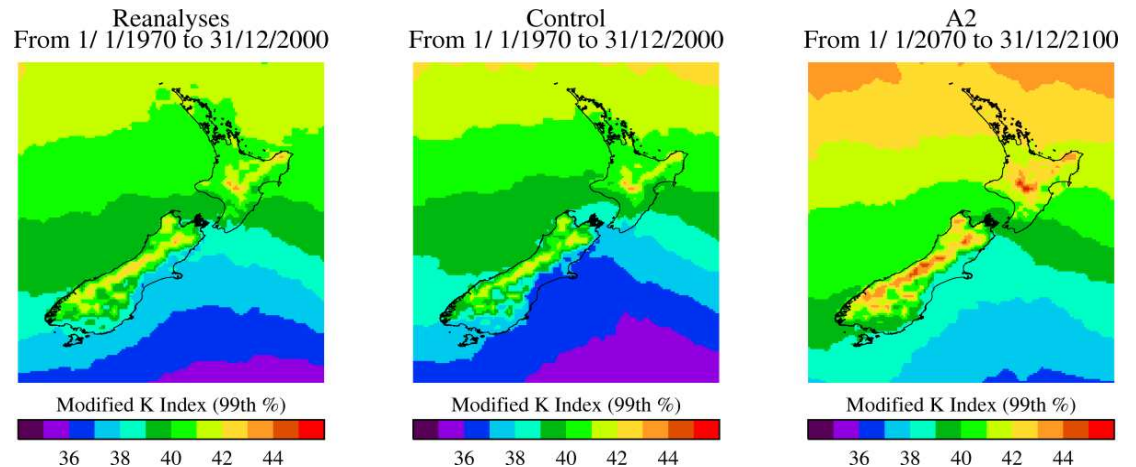 Reanalyses
From 1/ 1/1970 to 31/12/2000
Control
From 1/ 1/1970 to 31/12/2000
A2
From 1/ 1/2070 to 31/12/2100
Modified K Index (99th %)
36 38 40 42 44
Modified K Index (99th %)
36 38 40 42 44
Modified K Index (99th %)
36 38 40 42 44